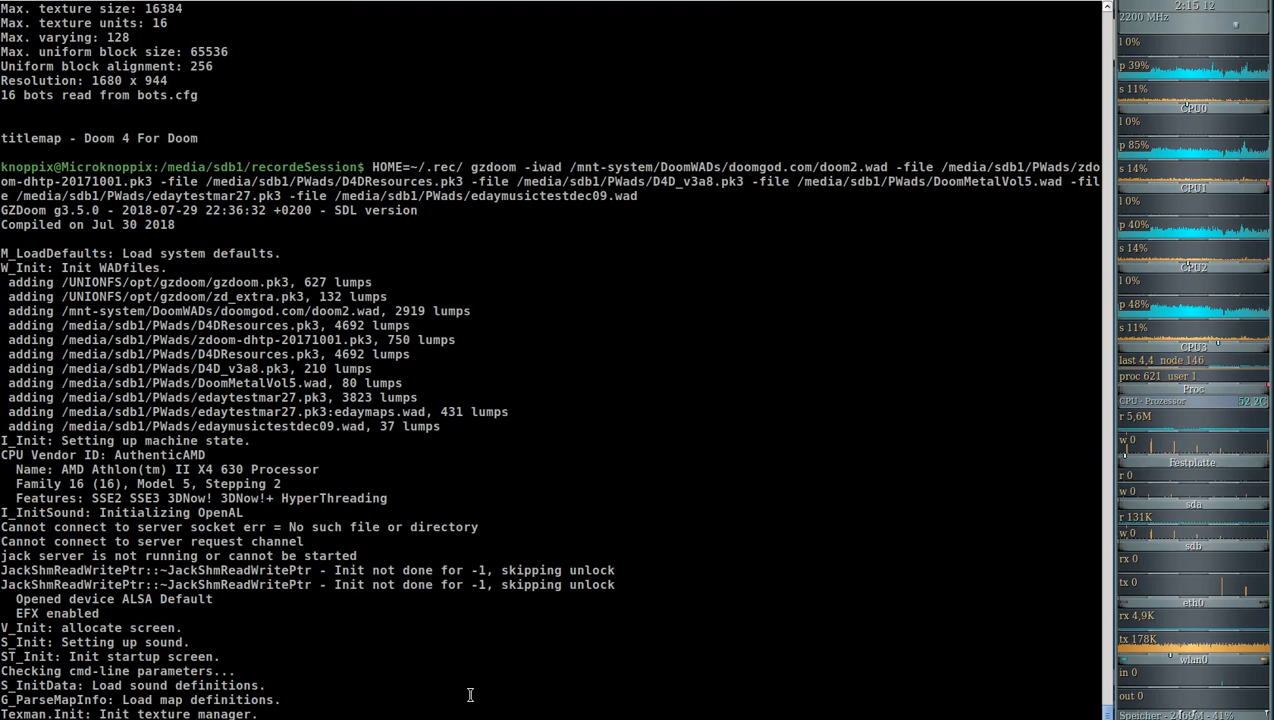 Max. texture size: 16384
Max. texture units: 16
Max. varying: 128
Max. uniform block size: 65536
Uniform block alignment: 256
Resolution: 1680 x 944
16 bots read from bots.cfg
titlemap - Doom 4 For Doom
knoppix@Microknoppix:/media/sdb1/recordeSession$ HOME=~/.rec/ gzdoom -iwad /mnt-system/DoomWADs/doomgod.com/doom2.wad -file /media/sdb1/PWads/zdo
om-dhtp-20171001.pk3 -file /media/sdb1/PWads/D4DResources.pk3 -file /media/sdb1/PWads/D4D_v3a8.pk3 -file /media/sdb1/PWads/DoomMetalVol5.wad -fil
e /media/sdb1/PWads/edaytestmar27.pk3 -file /media/sdb1/PWads/edaymusictestdec09.wad
GZDoom g3.5.0 - 2018-07-29 22:36:32 +0200 - SDL version
Compiled on Jul 30 2018
M_LoadDefaults: Load system defaults.
W_Init: Init WADfiles.
adding /UNIONFS/opt/gzdoom/gzdoom.pk3, 627 lumps
adding /UNIONFS/opt/gzdoom/zd_extra.pk3, 132 lumps
adding /mnt-system/DoomWADs/doomgod.com/doom2.wad, 2919 lumps
adding /media/sdb1/PWads/D4DResources.pk3, 4692 lumps
adding /media/sdb1/PWads/zdoom-dhtp-20171001.pk3, 750 lumps
adding /media/sdb1/PWads/D4DResources.pk3, 4692 lumps
adding /media/sdb1/PWads/D4D_v3a8.pk3, 210 lumps
adding /media/sdb1/PWads/DoomMetalVol5.wad, 80 lumps
adding /media/sdb1/PWads/edaytestmar27.pk3, 3823 lumps
adding /media/sdb1/PWads/edaytestmar27.pk3:edaymaps.wad, 431 lumps
adding /media/sdb1/PWads/edaymusictestdec09.wad, 37 lumps
I_Init: Setting up machine state.
CPU Vendor ID: AuthenticAMD
Name: AMD Athlon(tm) II X4 630 Processor
Family 16 (16), Model 5, Stepping 2
Features: SSE2 SSE3 3DNow! 3DNow!+ HyperThreading
I_InitSound: Initializing OpenAL
Cannot connect to server socket err = No such file or directory
Cannot connect to server request channel
jack server is not running or cannot be started
JackShmReadWritePtr::~JackShmReadWritePtr - Init not done for -1, skipping unlock
JackShmReadWritePtr::~JackShmReadWritePtr - Init not done for -1, skipping unlock
Opened device ALSA Default
EFX enabled
V_Init: allocate screen.
S_Init: Setting up sound.
ST_Init: Init startup screen.
Checking cmd-line parameters...
S_InitData: Load sound definitions.
G_ParseMapInfo: Load map definitions.
Texman.Init: Init texture manager.
2:15 12
2200 MHz
l 0%
p 39%
s 11%
CPU0
l 0%
p 85%
s 14%
CPU1
l 0%
p 40%
s 14%
CPU2
l 0%
p 48%
s 11%
CPU3
last 4,4 node 146
proc 621 user 1
Proc
CPU - Prozessor 52,2C
r 5,6M
w 0
Festplatte
r 0
w 0
sda
r 131K
w 0
sdb
rx 0
tx 0
eth0
rx 4,9K
tx 178K
wlan0
in 0
out 0